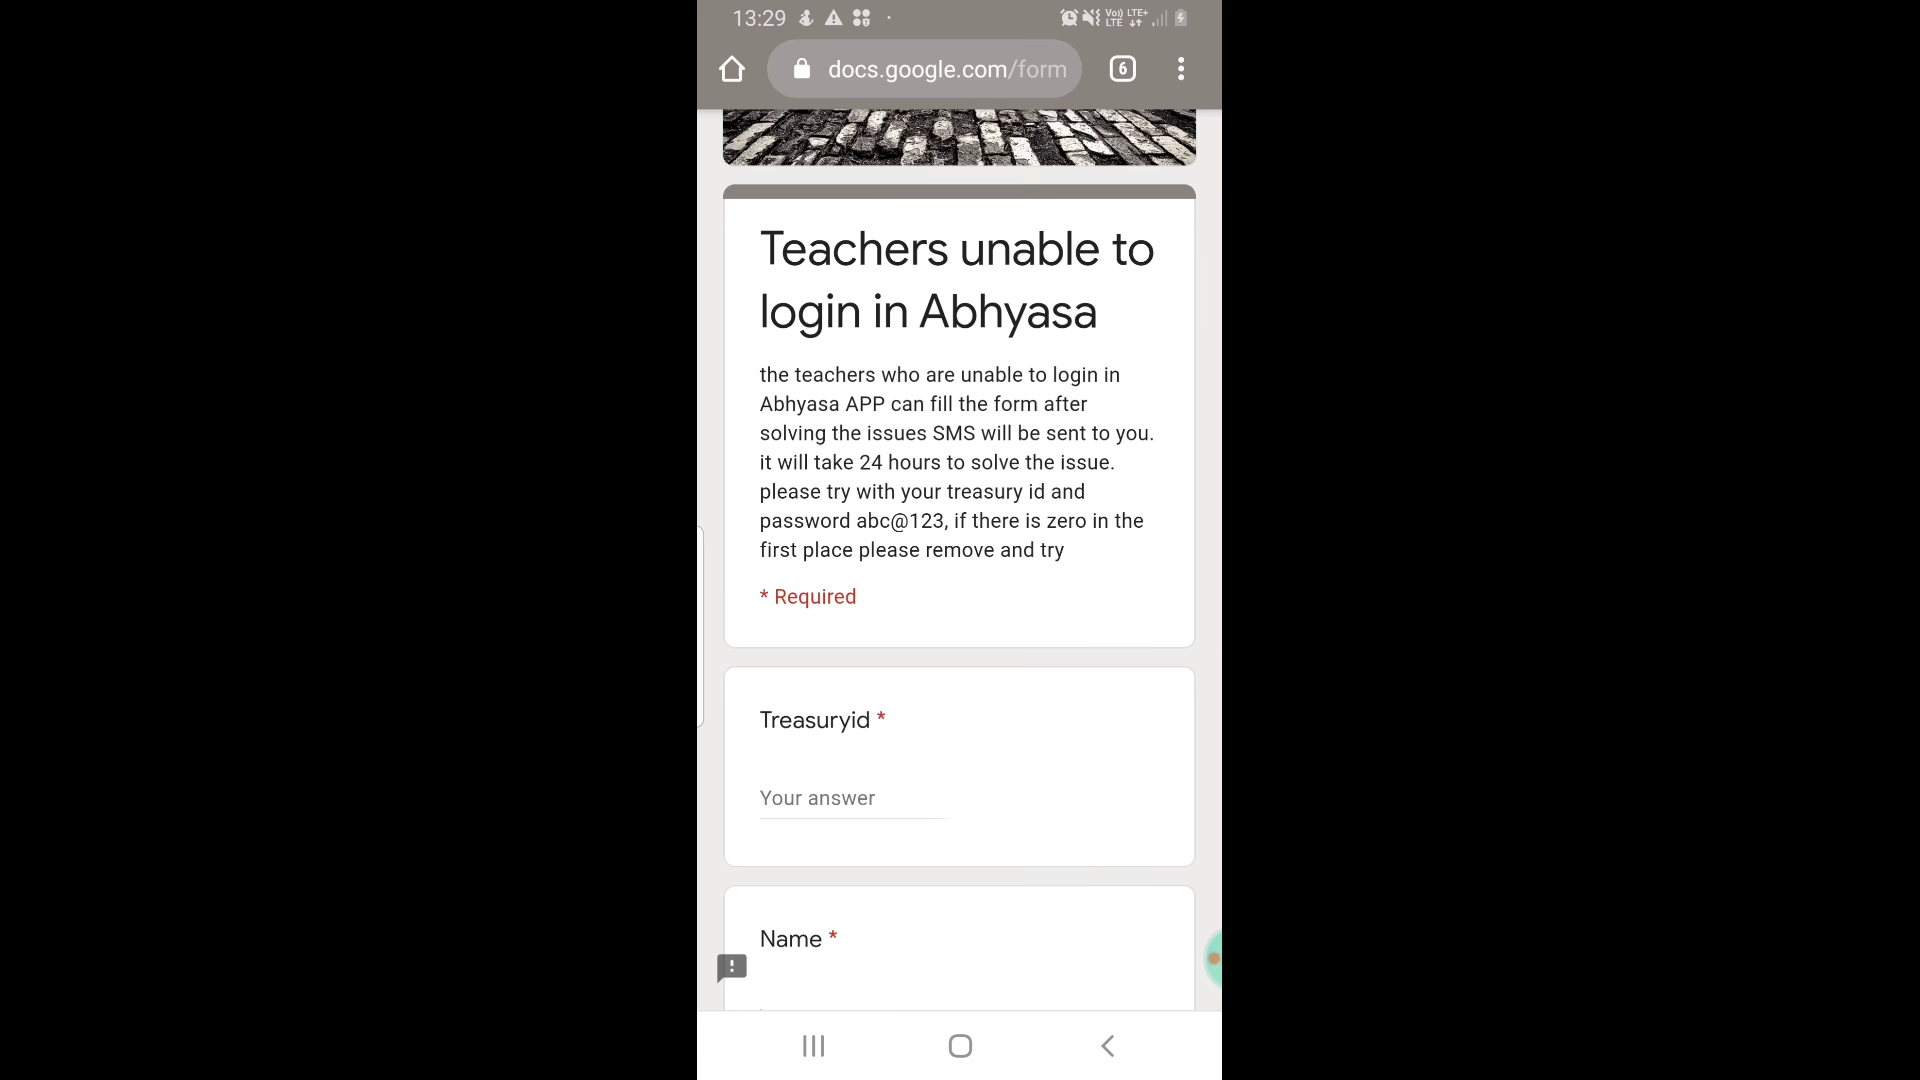 13:29
Vo)) LTE LTE+
docs.google.com/form
6
Teachers unable to
login in Abhyasa
the teachers who are unable to login in
Abhyasa APP can fill the form after
solving the issues SMS will be sent to you.
it will take 24 hours to solve the issue.
please try with your treasury id and
password abc@123, if there is zero in the
first place please remove and try
* Required
Treasuryid *
Your answer
Name *